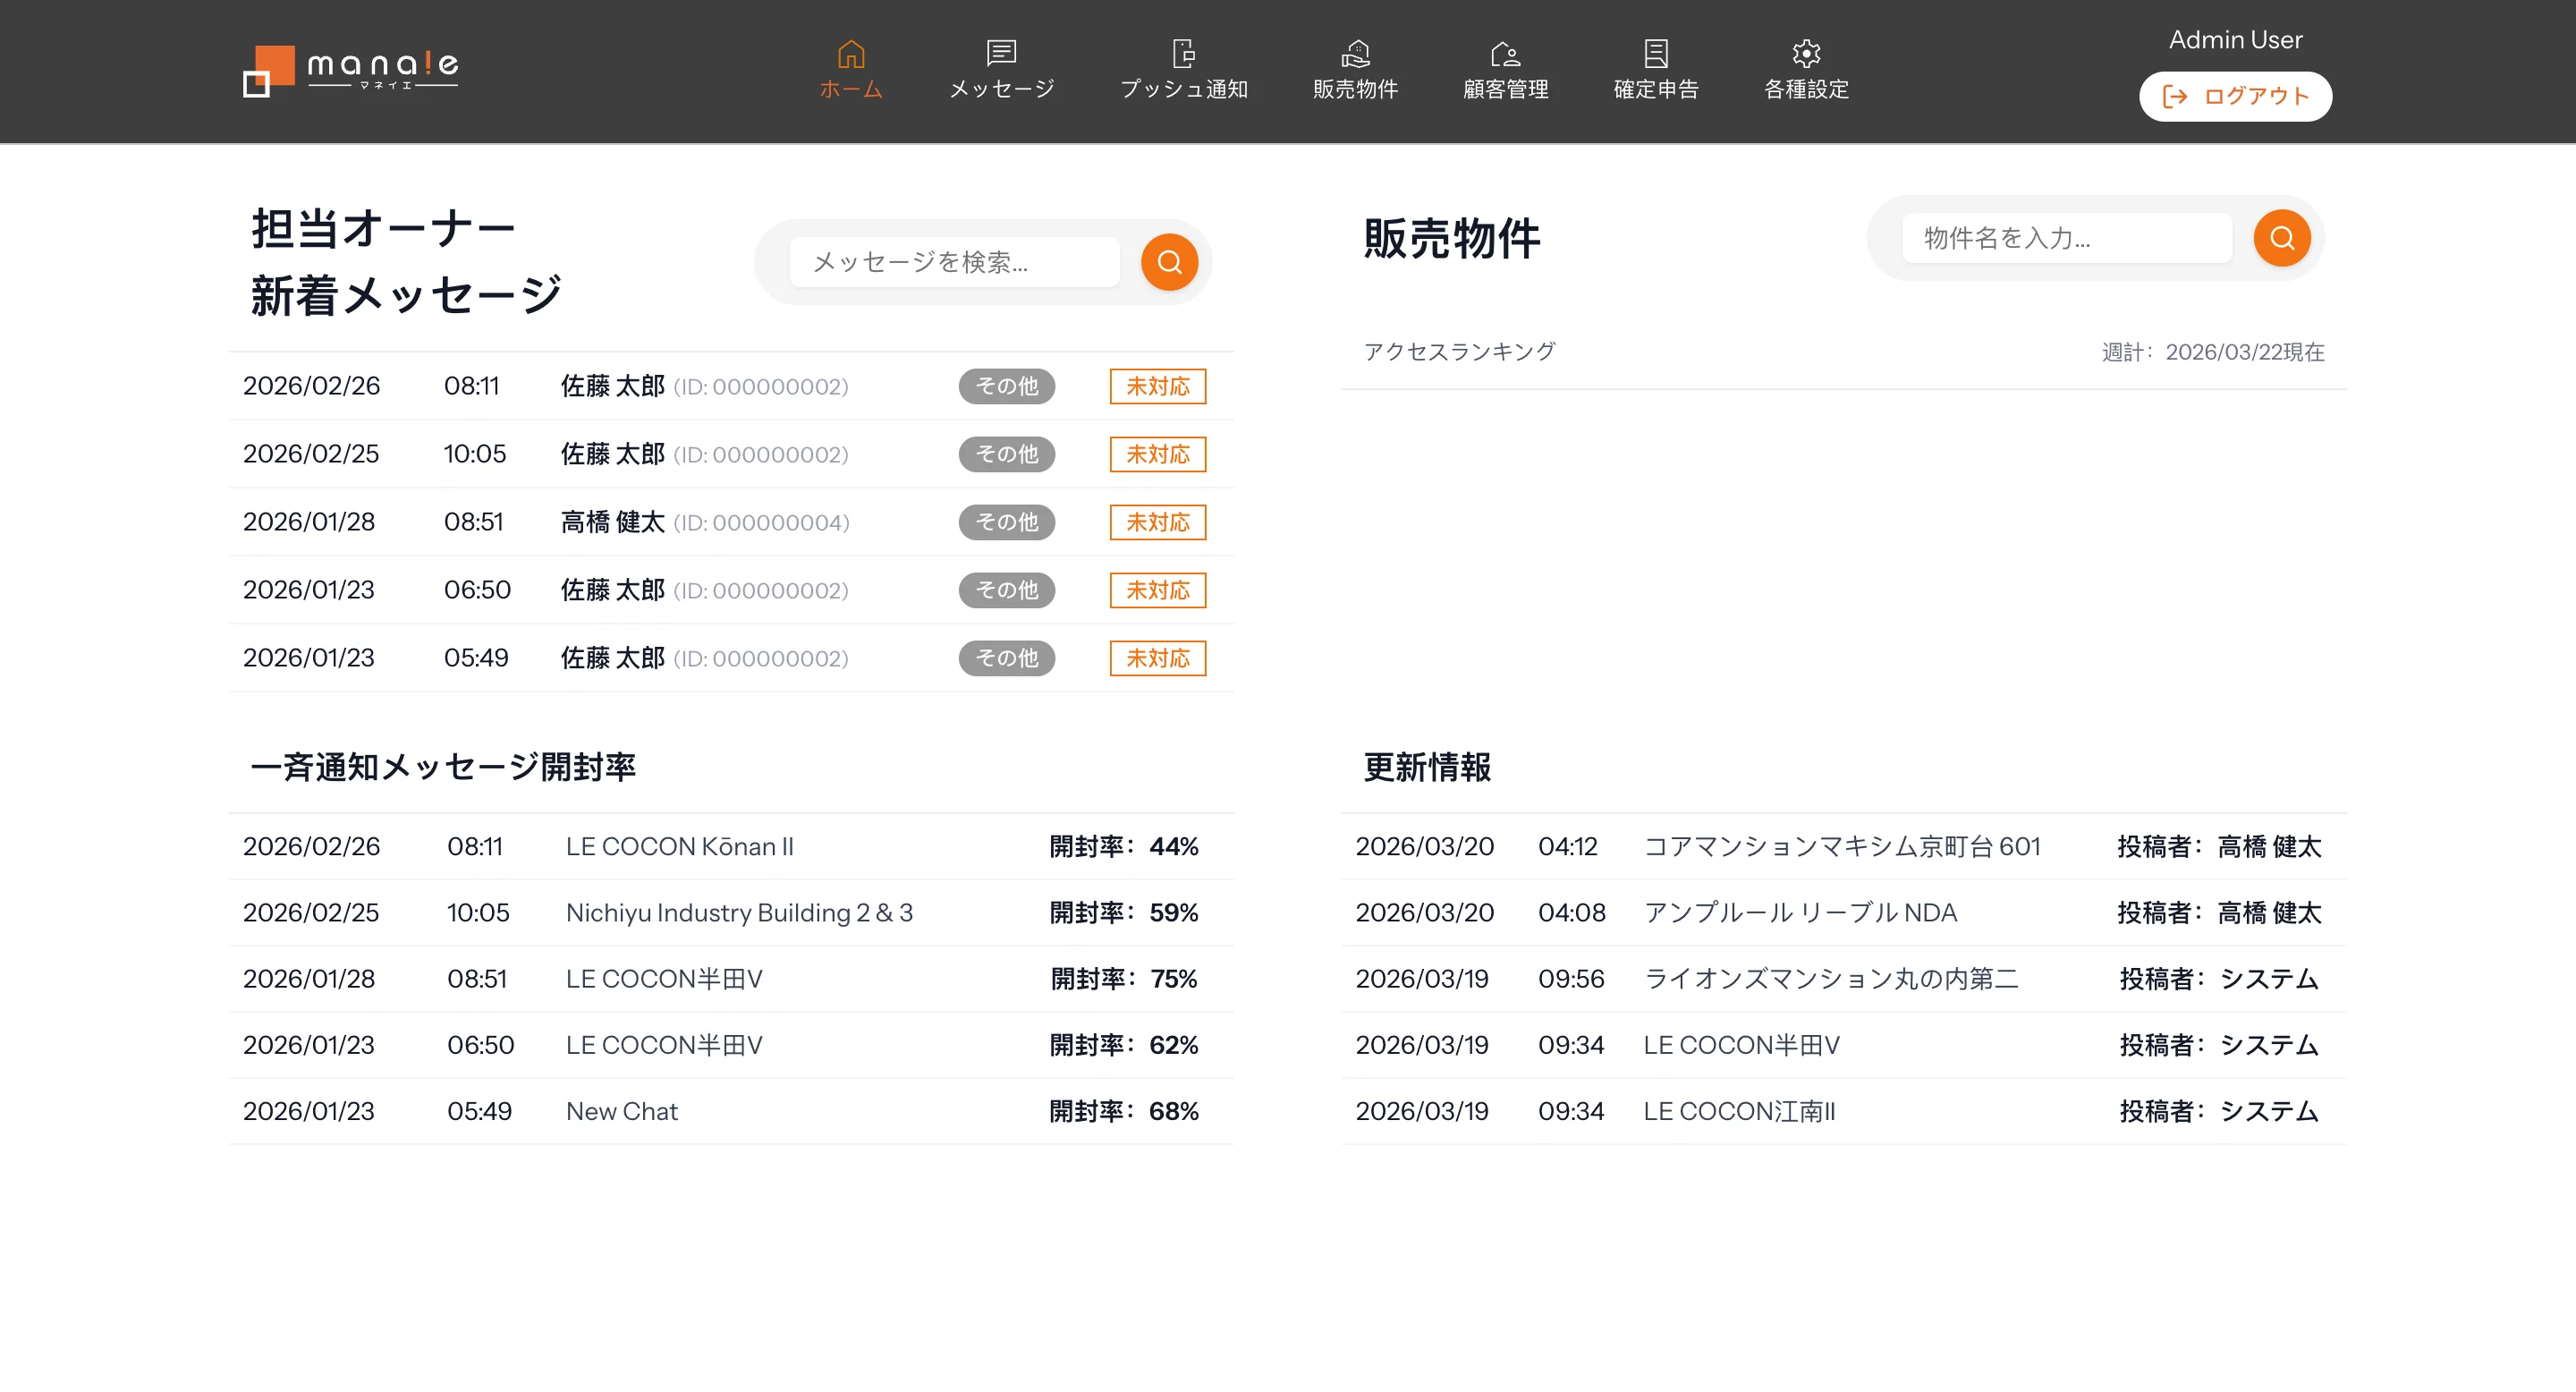 mana!e
マネイエ
ホーム
メッセージ
プッシュ通知
販売物件
顧客管理
確定申告
各種設定
Admin User
ログアウト
担当オーナー
新着メッセージ
メッセージを検索...
2026/02/26 08:11 佐藤 太郎 (ID: 000000002) その他 未対応
2026/02/25 10:05 佐藤 太郎 (ID: 000000002) その他 未対応
2026/01/28 08:51 高橋 健太 (ID: 000000004) その他 未対応
2026/01/23 06:50 佐藤 太郎 (ID: 000000002) その他 未対応
2026/01/23 05:49 佐藤 太郎 (ID: 000000002) その他 未対応
販売物件
物件名を入力...
アクセスランキング
週計：2026/03/22現在
一斉通知メッセージ開封率
2026/02/26 08:11 LE COCON Kōnan II 開封率：44%
2026/02/25 10:05 Nichiyu Industry Building 2 & 3 開封率：59%
2026/01/28 08:51 LE COCON半田V 開封率：75%
2026/01/23 06:50 LE COCON半田V 開封率：62%
2026/01/23 05:49 New Chat 開封率：68%
更新情報
2026/03/20 04:12 コアマンションマキシム京町台 601 投稿者：高橋 健太
2026/03/20 04:08 アンプルール リーブル NDA 投稿者：高橋 健太
2026/03/19 09:56 ライオンズマンション丸の内第二 投稿者：システム
2026/03/19 09:34 LE COCON半田V 投稿者：システム
2026/03/19 09:34 LE COCON江南II 投稿者：システム